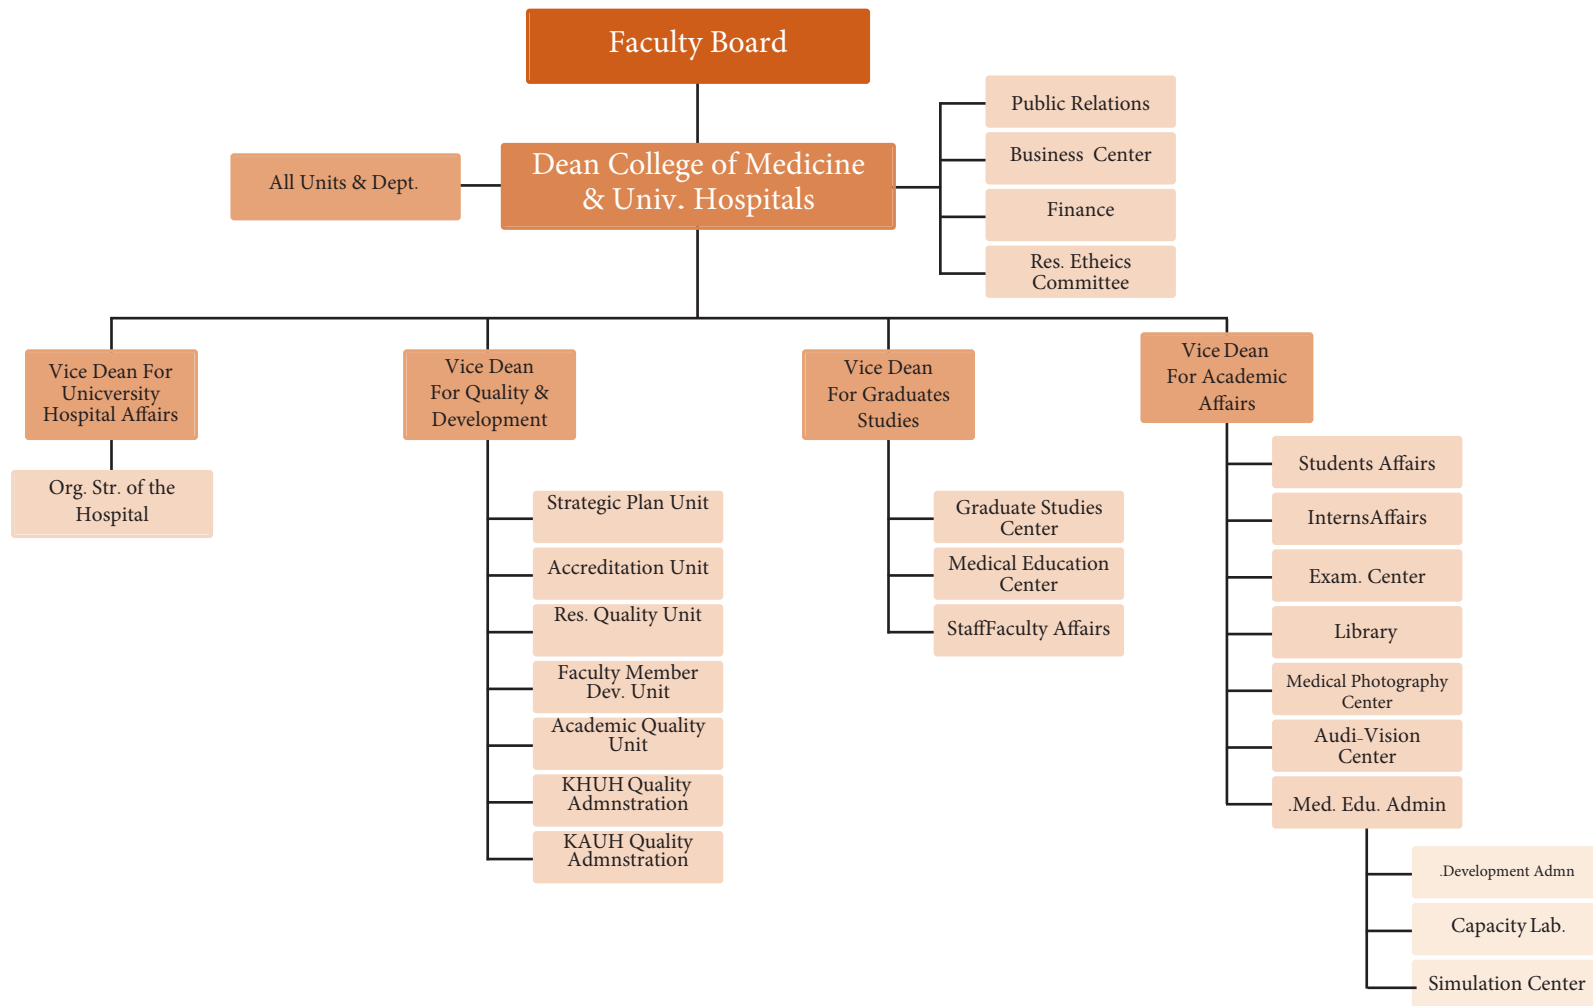 Faculty Board
Public Relations
Business Center
Finance
Res. Etheics
Committee
Dean College of Medicine
& Univ. Hospitals
All Units & Dept.
Vice Dean For
Unicversity
Hospital Affairs
Org. Str. of the
Hospital
Vice Dean
For Quality &
Development
Strategic Plan Unit
Accreditation Unit
Res. Quality Unit
Faculty Member
Dev. Unit
Academic Quality
Unit
KHUH Quality
Admnstration
KAUH Quality
Admnstration
Vice Dean
For Graduates
Studies
Graduate Studies
Center
Medical Education
Center
StaffFaculty Affairs
Vice Dean
For Academic
Affairs
Students Affairs
InternsAffairs
Exam. Center
Library
Medical Photography
Center
Audi-Vision
Center
.Med. Edu. Admin
.Development Admn
Capacity Lab.
Simulation Center